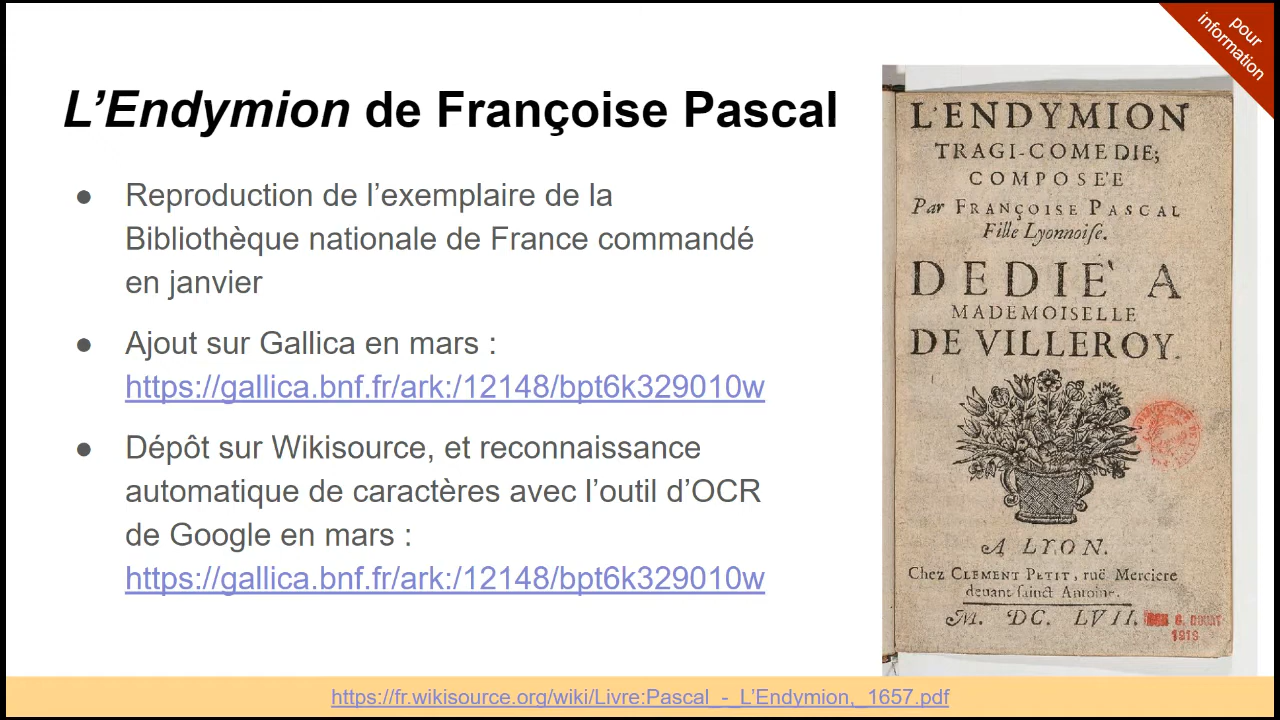 pour
information
L’Endymion de Françoise Pascal
● Reproduction de l’exemplaire de la
Bibliothèque nationale de France commandé
en janvier
● Ajout sur Gallica en mars :
https://gallica.bnf.fr/ark:/12148/bpt6k329010w
● Dépôt sur Wikisource, et reconnaissance
automatique de caractères avec l’outil d’OCR
de Google en mars :
https://gallica.bnf.fr/ark:/12148/bpt6k329010w
L'ENDYMION
TRAGI-COMEDIE;
COMPOSÉE
Par FRANÇOISE PASCAL
Fille Lyonnoiſe.
DEDIE' A
MADEMOISELLE
DE VILLEROY.
A LYON.
Chez CLEMENT PETIT, ruë Merciere
deuant ſainct Antoine.
M. DC. LVII.
1919
https://fr.wikisource.org/wiki/Livre:Pascal_-_L’Endymion,_1657.pdf